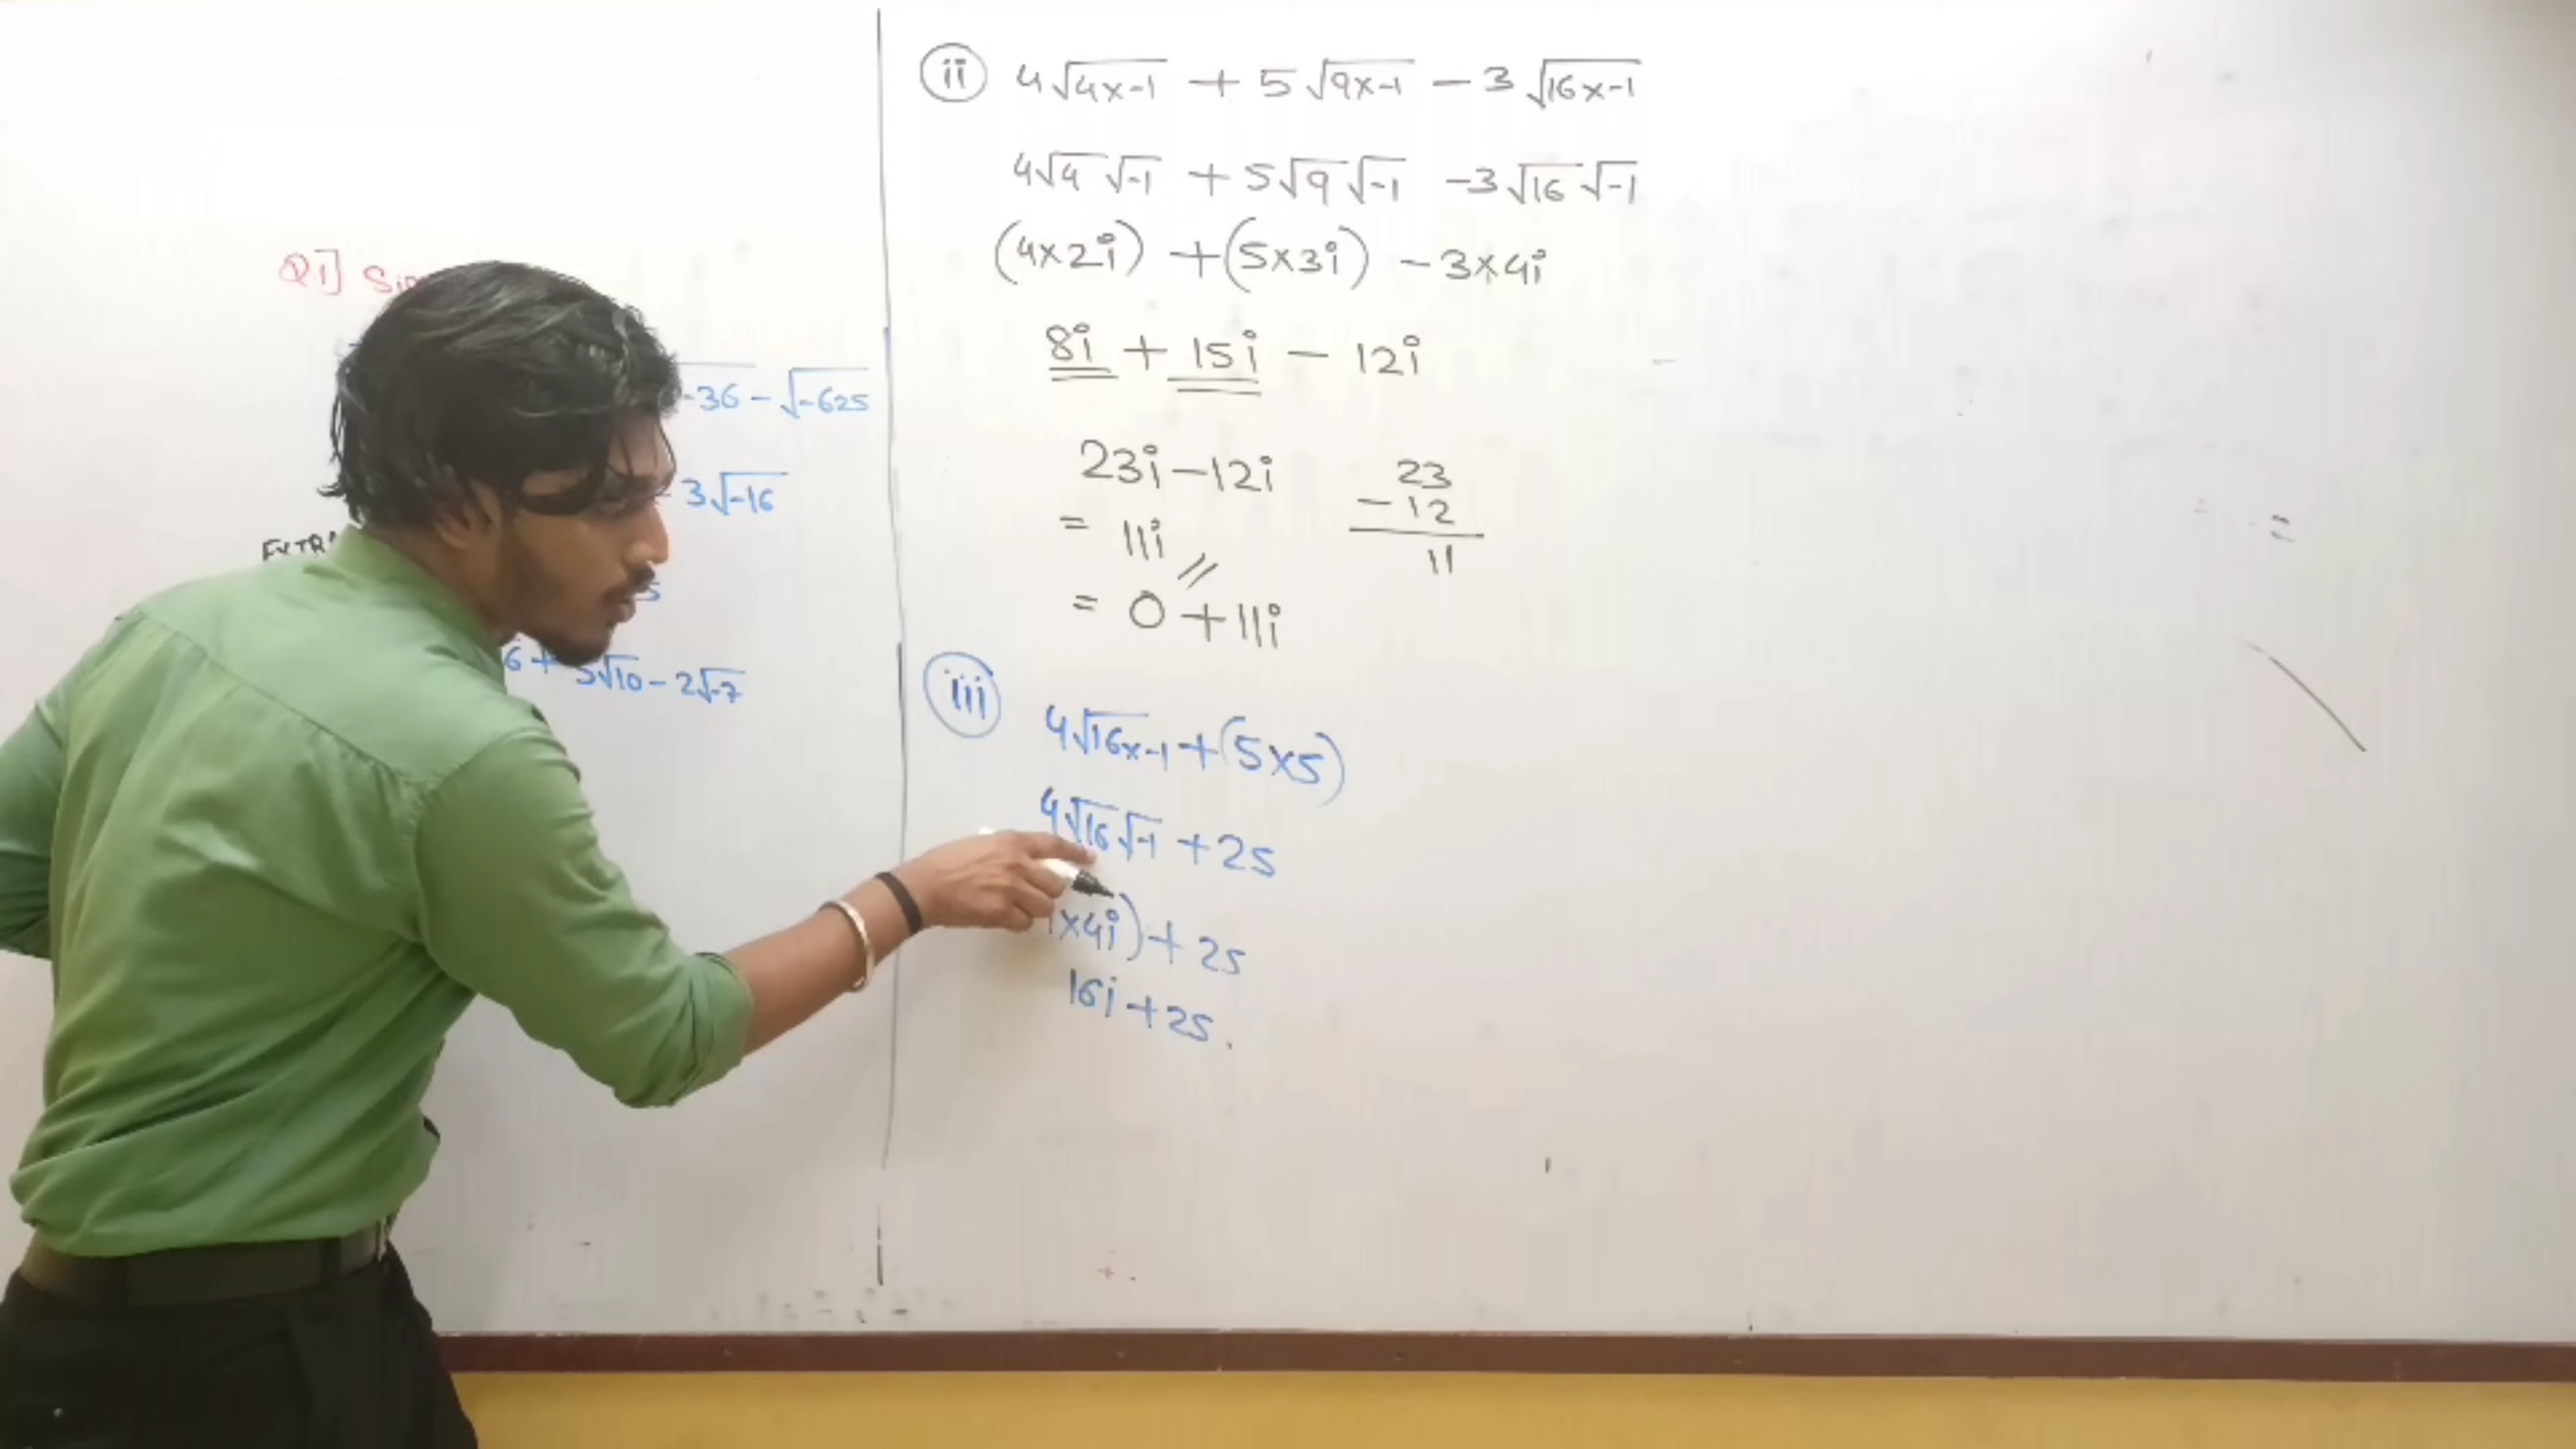 Q1]
-36 - √-625
3√-16
6 + 5√10 - 2√-7
ii 4√4x-1 + 5√9x-1 - 3√16x-1
4√4 √-1 + 5√9 √-1 -3√16 √-1
(4x2i) + (5x3i) - 3x4i
8i + 15i - 12i
23i - 12i
= 11i //
= 0 + 11i
23
- 12
11
iii 4√16x-1 + (5x5)
4√16 √-1 + 25
x4i) + 25
16i + 25.